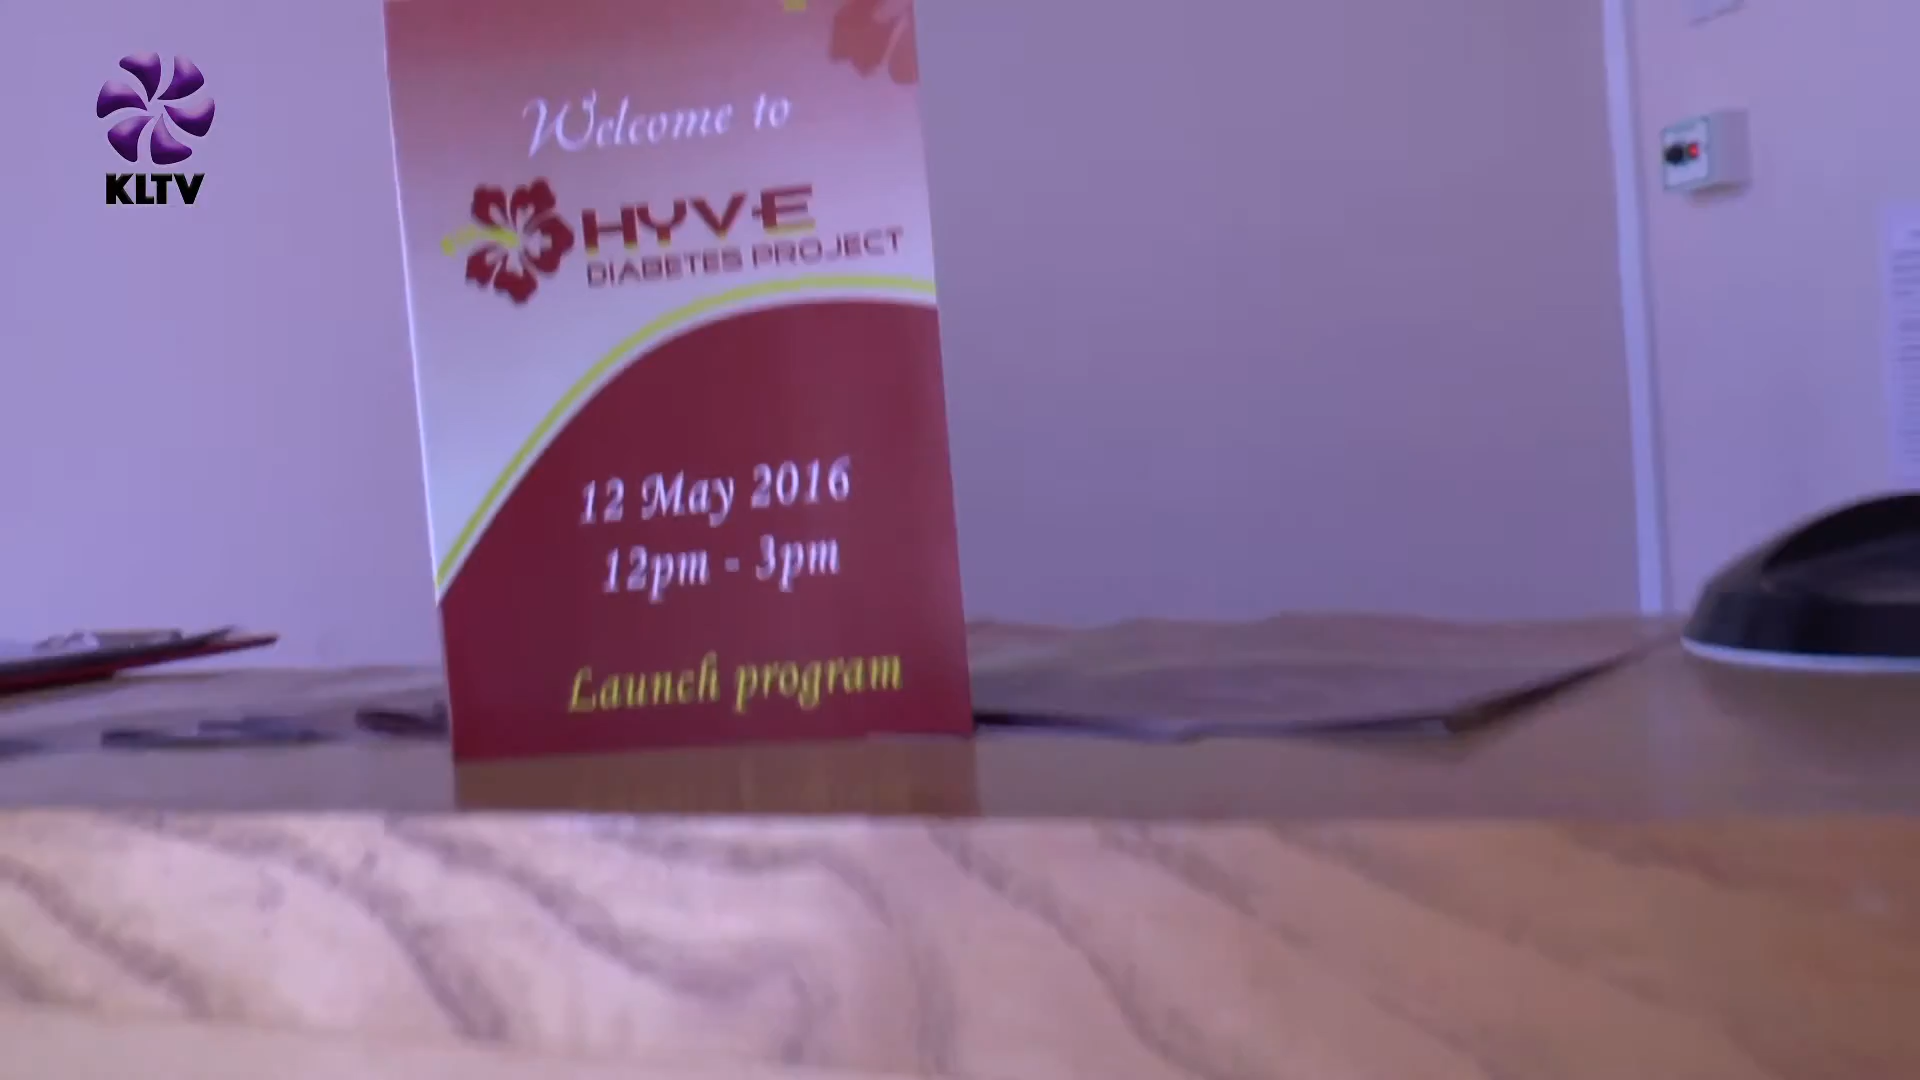 KLTV
Welcome to
HYVE
DIABETES PROJECT
12 May 2016
12pm - 3pm
Launch program